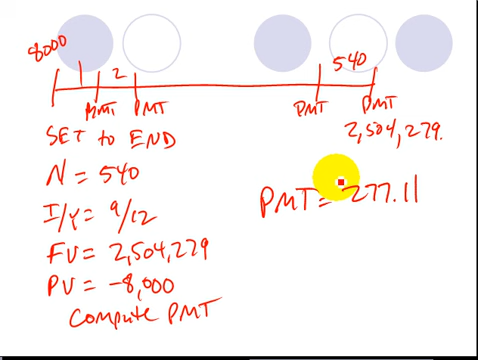 8000
1 2 540
PMT PMT PMT PMT
2,504,279.
SET to END
N = 540
I/Y = 9/12
FV = 2,504,279
PV = -8,000
Compute PMT
PMT = 277.11